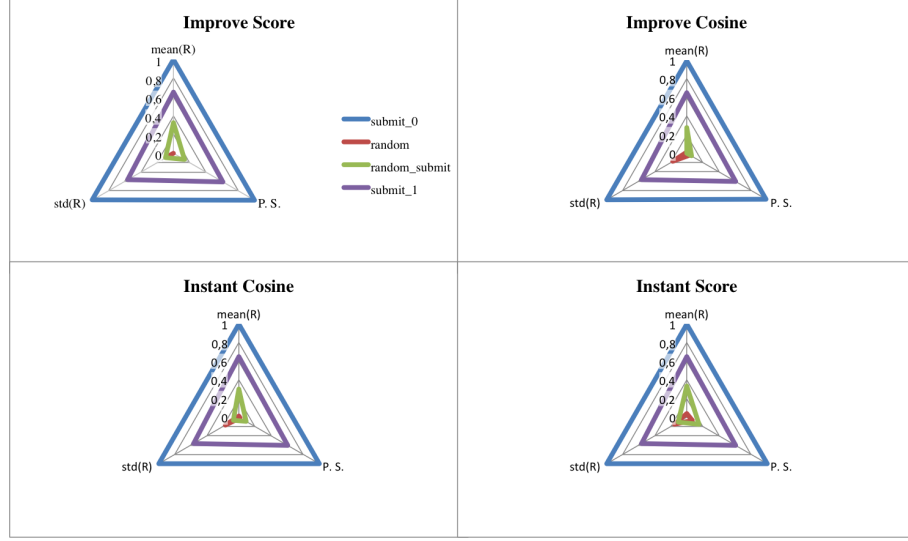 Improve Score
mean(R)
1
0,8
0,6
0,4
0,2
0
std(R)
P. S.
submit_0
random
random_submit
submit_1
Improve Cosine
mean(R)
1
0,8
0,6
0,4
0,2
0
std(R)
P. S.
Instant Cosine
mean(R)
1
0,8
0,6
0,4
0,2
0
std(R)
P. S.
Instant Score
mean(R)
1
0,8
0,6
0,4
0,2
0
std(R)
P. S.